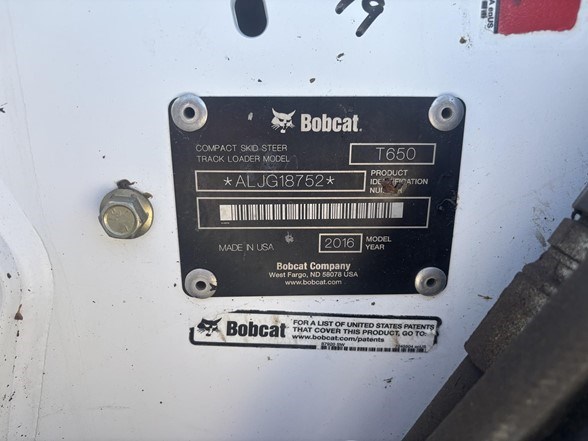 79
A enUS
Bobcat.
COMPACT SKID-STEER
TRACK LOADER MODEL
T650
*ALJG18752*
PRODUCT
IDENTIFICATION
MADE IN USA
2016
MODEL
YEAR
Bobcat Company
West Fargo, ND 58078 USA
www.bobcat.com
Bobcat
FOR A LIST OF UNITED STATES PATENTS
THAT COVER THIS PRODUCT, GO TO:
www.bobcat.com/patents